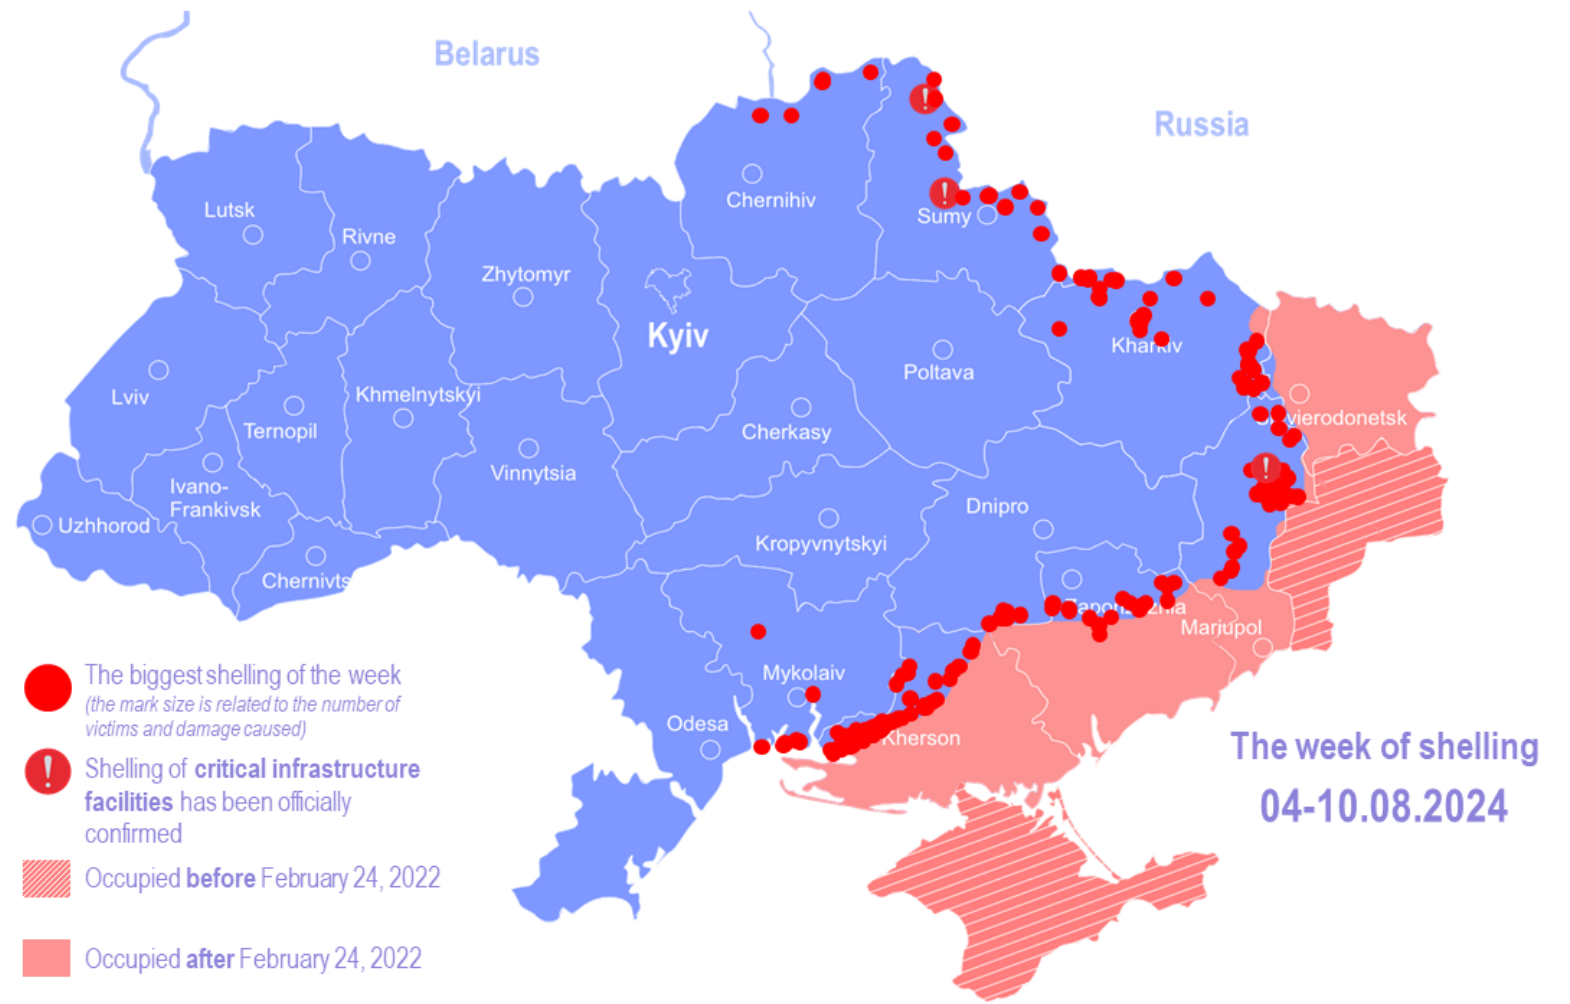 Belarus
Russia
Chernihiv
Lutsk
Sumy
Rivne
Zhytomyr
Kyiv
Kharkiv
Poltava
Lviv
Khmelnytskyi
Ternopil
Cherkasy
vierodonetsk
Vinnytsia
Ivano-
Frankivsk
Dnipro
Uzhhorod
Kropyvnytskyi
Chernivts
Zaporizhzhia
Mariupol
Mykolaiv
Odesa
Kherson
The biggest shelling of the week
(the mark size is related to the number of
victims and damage caused)
! Shelling of critical infrastructure
facilities has been officially
confirmed
Occupied before February 24, 2022
Occupied after February 24, 2022
The week of shelling
04-10.08.2024